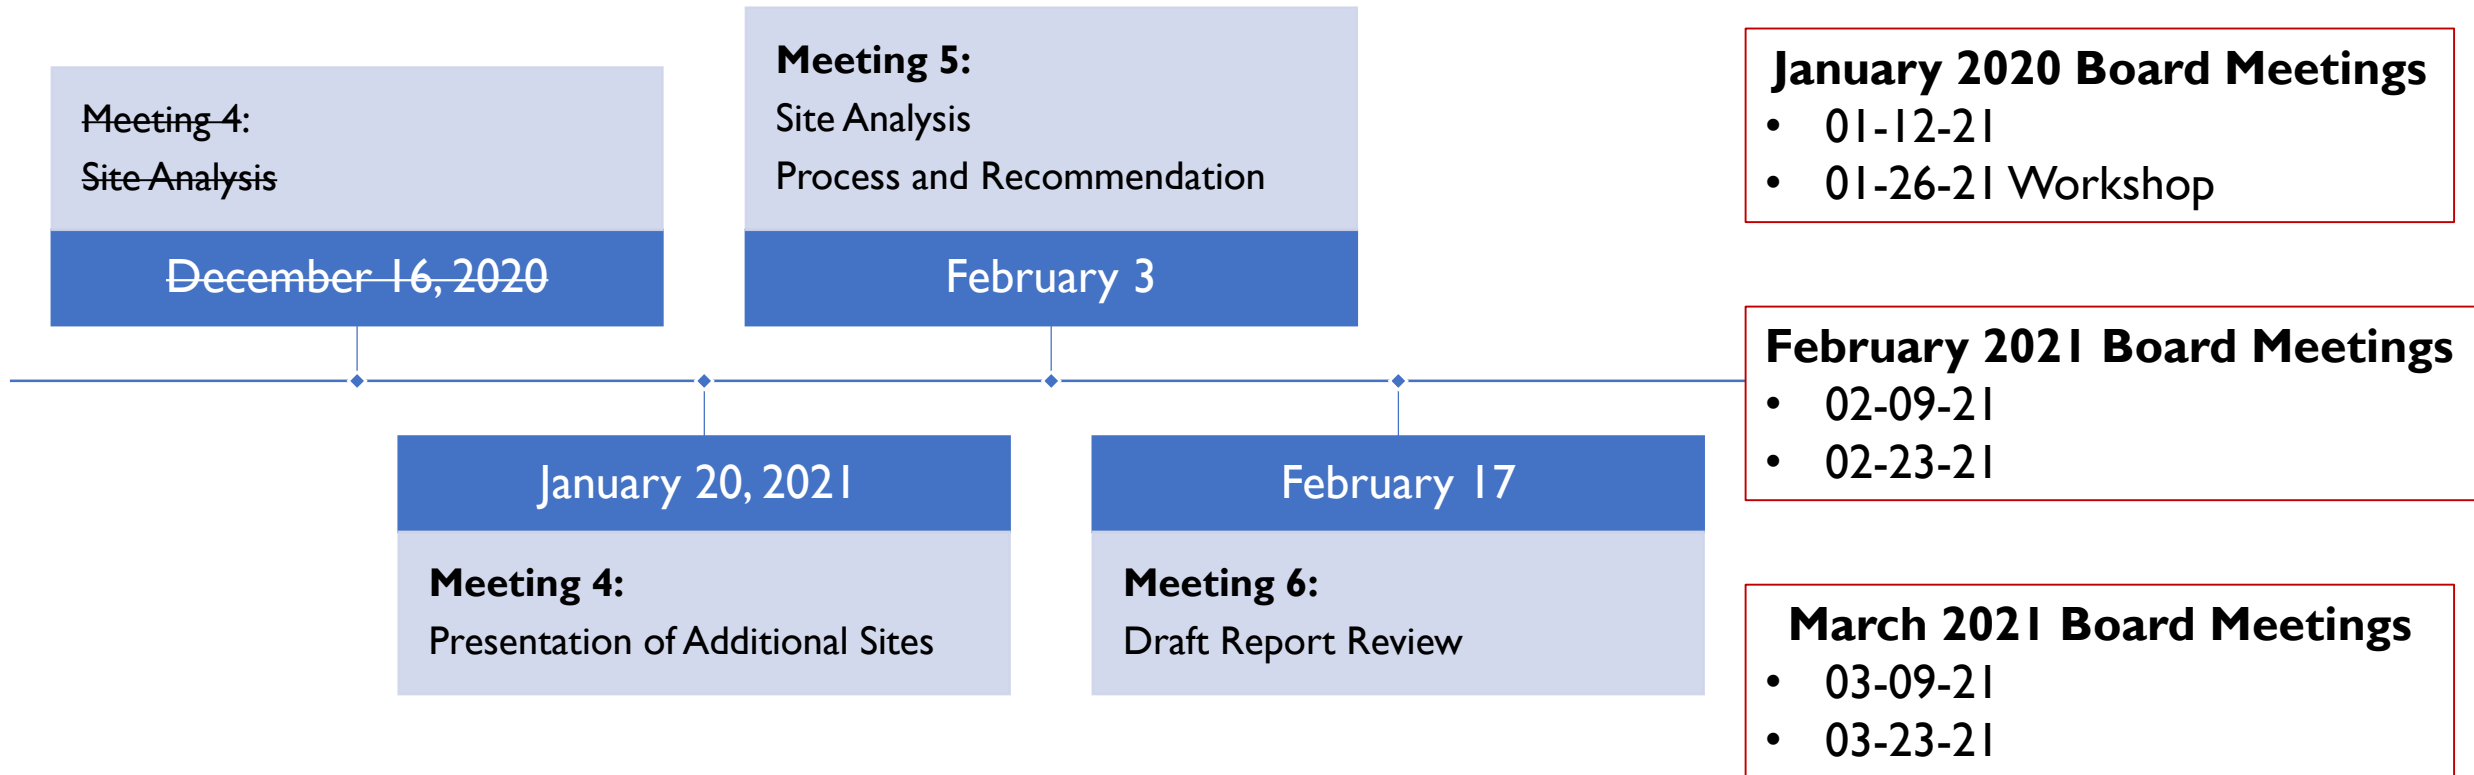 Meeting 4:
Site Analysis
December 16, 2020
Meeting 5:
Site Analysis
Process and Recommendation
February 3
January 20, 2021
Meeting 4:
Presentation of Additional Sites
February 17
Meeting 6:
Draft Report Review
January 2020 Board Meetings
• 01-12-21
• 01-26-21 Workshop
February 2021 Board Meetings
• 02-09-21
• 02-23-21
March 2021 Board Meetings
• 03-09-21
• 03-23-21